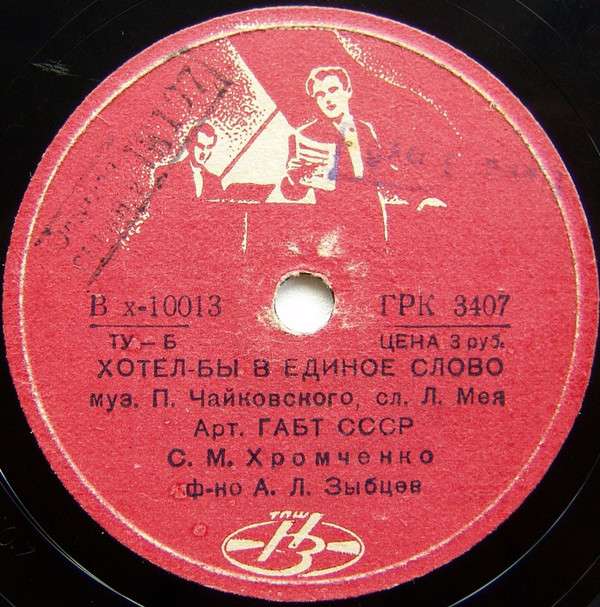 В х-10013 ГРК 3407
ТУ-Б ЦЕНА 3 руб.
ХОТЕЛ-БЫ В ЕДИНОЕ СЛОВО
муз. П. Чайковского, сл. Л. Мея
Арт. ГАБТ СССР
С. М. Хромченко
ф-но А. Л. Зыбцев
НЗ